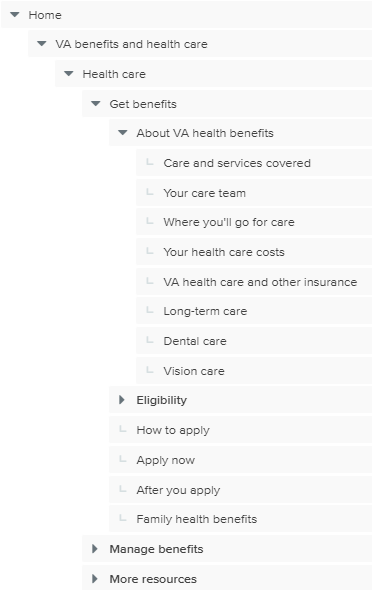 Home
VA benefits and health care
Health care
Get benefits
About VA health benefits
Care and services covered
Your care team
Where you'll go for care
Your health care costs
VA health care and other insurance
Long-term care
Dental care
Vision care
Eligibility
How to apply
Apply now
After you apply
Family health benefits
Manage benefits
More resources